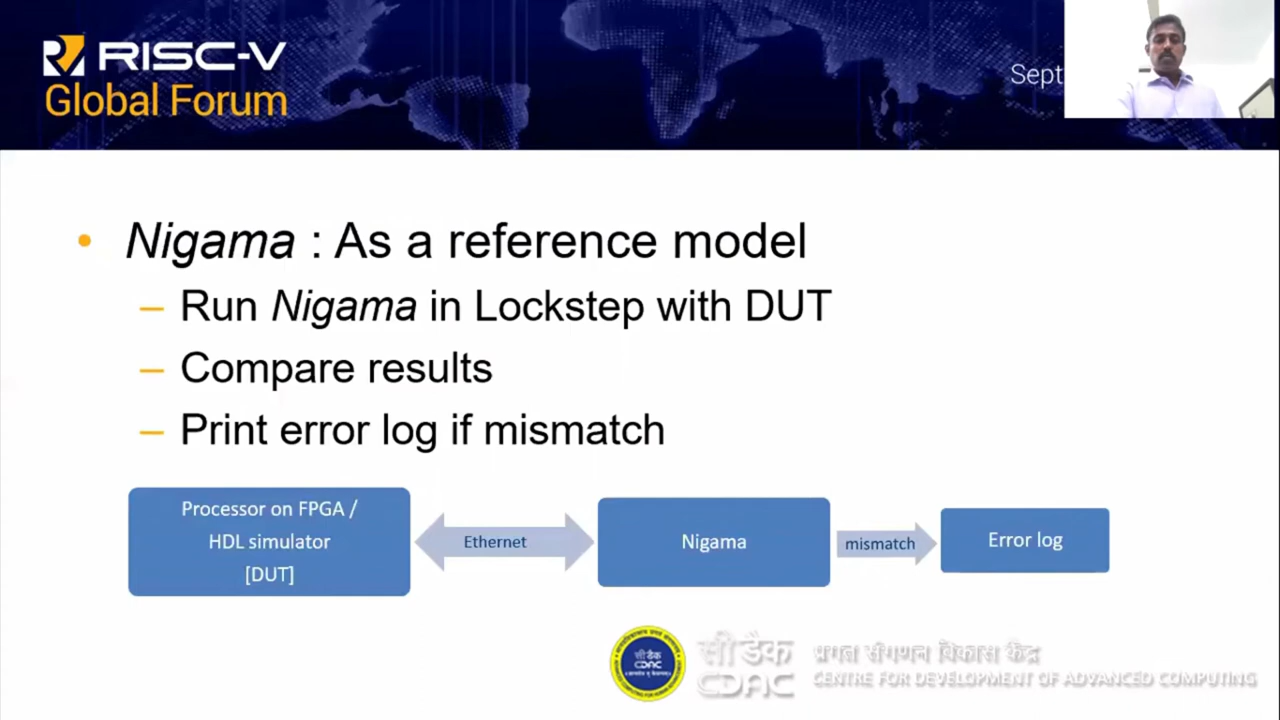 RISC-V
Global Forum
Sept
• Nigama : As a reference model
– Run Nigama in Lockstep with DUT
– Compare results
– Print error log if mismatch
Processor on FPGA /
HDL simulator
[DUT]
Ethernet
Nigama
mismatch
Error log
सी डैक
CDAC
सी डैक
CDAC
प्रगत संगणन विकास केंद्र
CENTRE FOR DEVELOPMENT OF ADVANCED COMPUTING